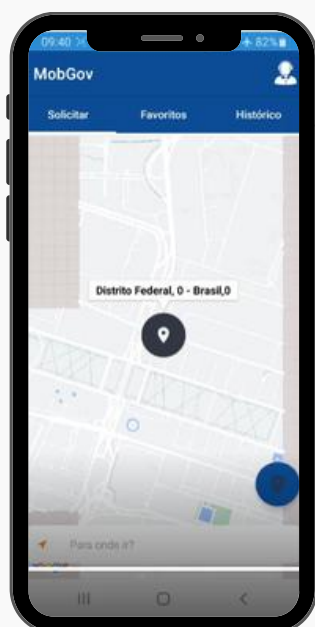 09:40
82%
MobGov
Solicitar Favoritos Histórico
Distrito Federal, 0 - Brasil,0
Para onde ir?